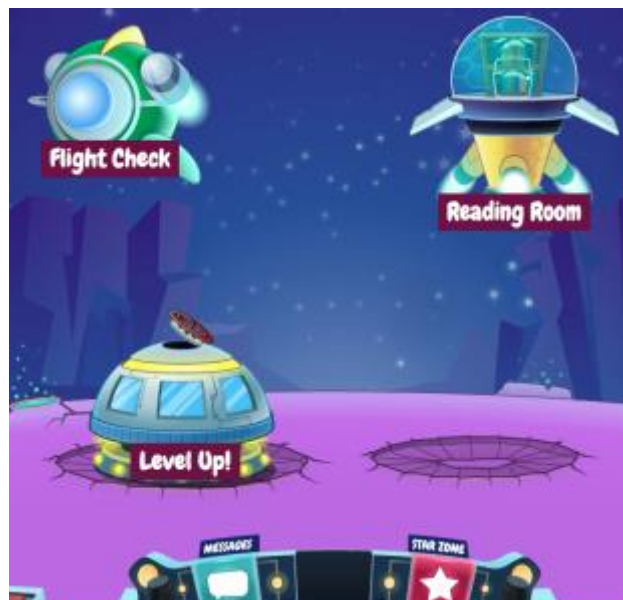 Flight Check
Reading Room
Level Up!
MESSAGES
STAR ZONE